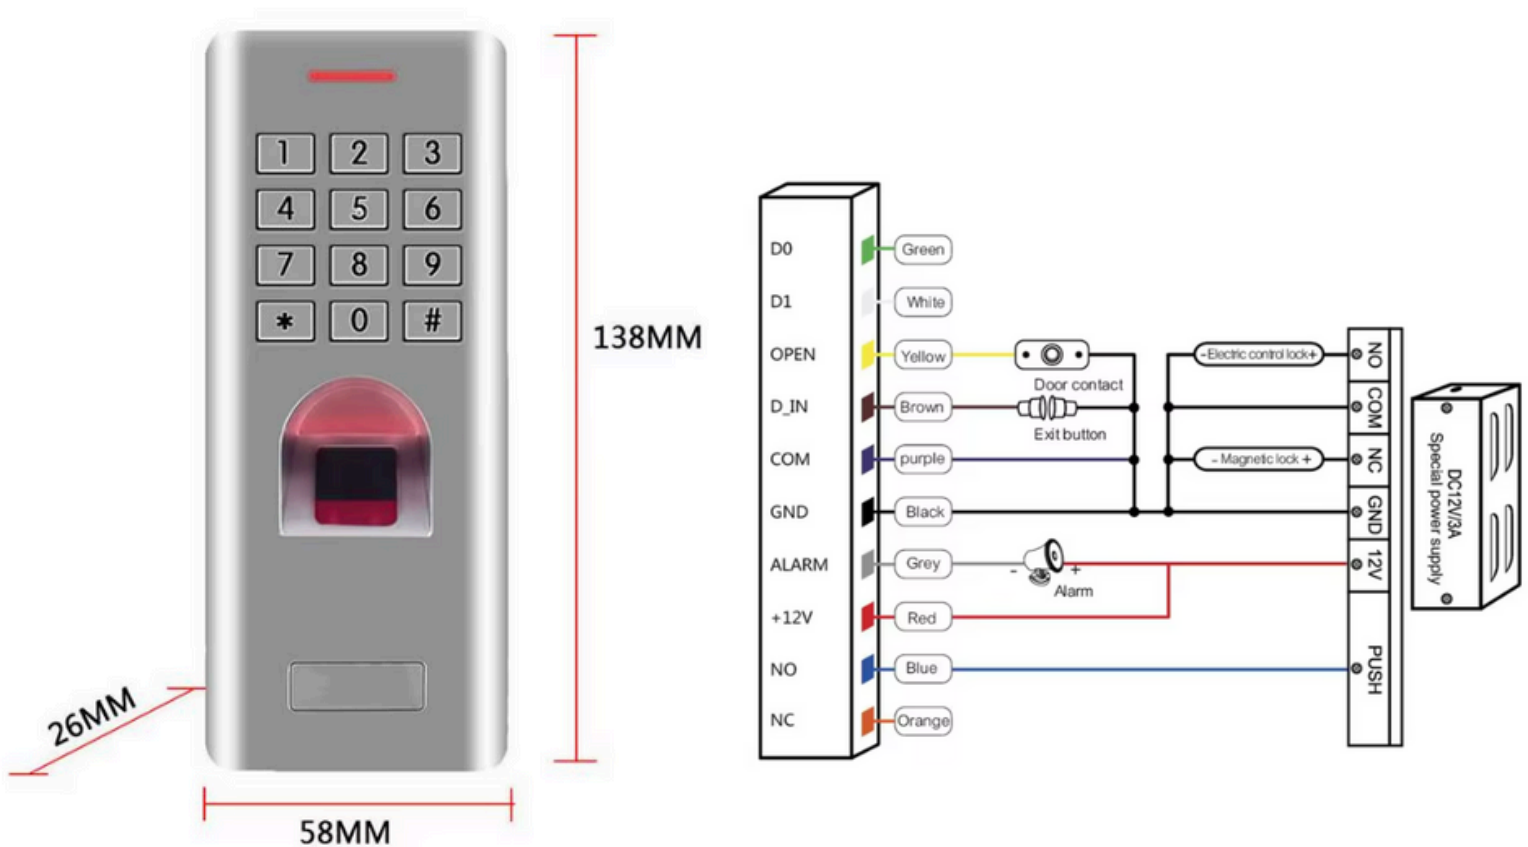 1 2 3
4 5 6
7 8 9
* 0 #
138MM
26MM
58MM
D0 Green
D1 White
OPEN Yellow
Door contact
D_IN Brown
Exit button
COM purple
GND Black
ALARM Grey - +
Alarm
+12V Red
NO Blue
NC Orange
-Electric control lock+ NO
COM
- Magnetic lock + NC
GND
12V
PUSH
DC12V/3A
Special power supply